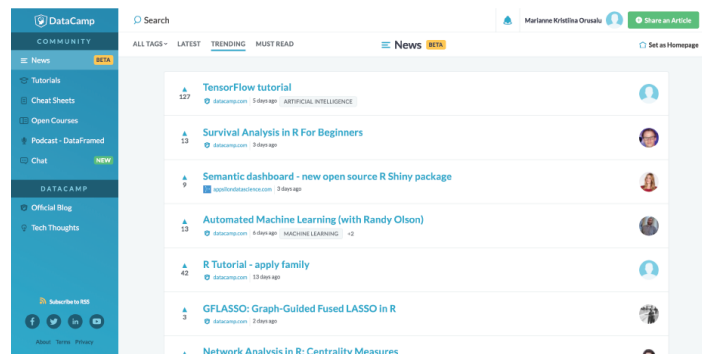 DataCamp
COMMUNITY
News BETA
Tutorials
Cheat Sheets
Open Courses
Podcast - DataFramed
Chat NEW
DATACAMP
Official Blog
Tech Thoughts
Subscribe to RSS
About Terms Privacy
Search
Marianne Kristiina Orusalu
Share an Article
ALL TAGS LATEST TRENDING MUST READ
News BETA
Set as Homepage
127
TensorFlow tutorial
datacamp.com 5 days ago ARTIFICIAL INTELLIGENCE
13
Survival Analysis in R For Beginners
datacamp.com 3 days ago
9
Semantic dashboard - new open source R Shiny package
appsilondatascience.com 3 days ago
13
Automated Machine Learning (with Randy Olson)
datacamp.com 6 days ago MACHINE LEARNING +2
42
R Tutorial - apply family
datacamp.com 13 days ago
3
GFLASSO: Graph-Guided Fused LASSO in R
datacamp.com 2 days ago
Network Analysis in R: Centrality Measures